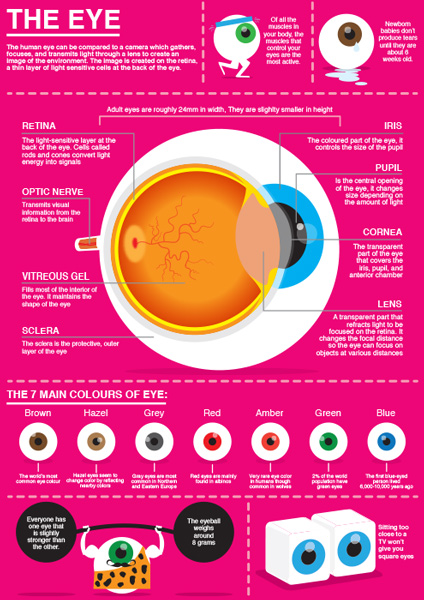 THE EYE
The human eye can be compared to a camera which gathers,
focuses, and transmits light through a lens to create an
image of the environment. The image is created on the retina,
a thin layer of light sensitive cells at the back of the eye.
Of all the
muscles in
your body, the
muscles that
control your
eyes are the
most active.
Newborn
babies don't
produce tears
until they are
about 6
weeks old.
Adult eyes are roughly 24mm in width, They are slightly smaller in height
RETINA
The light-sensitive layer at the
back of the eye. Cells called
rods and cones convert light
energy into signals
OPTIC NERVE
Transmits visual
information from the
retina to the brain
VITREOUS GEL
Fills most of the interior of
the eye. It maintains the
shape of the eye
SCLERA
The sclera is the protective, outer
layer of the eye
IRIS
The coloured part of the eye, it
controls the size of the pupil
PUPIL
Is the central opening
of the eye, it changes
size depending on
the amount of light
CORNEA
The transparent
part of the eye
that covers the
iris, pupil, and
anterior chamber
LENS
A transparent part that
refracts light to be
focused on the retina. It
changes the focal distance
so the eye can focus on
objects at various distances
THE 7 MAIN COLOURS OF EYE:
Brown
The world's most
common eye colour
Hazel
Hazel eyes seem to
change color by reflecting
nearby colors
Grey
Gray eyes are most
common in Northern
and Eastern Europe
Red
Red eyes are mainly
found in albinos
Amber
Very rare eye color
in humans though
common in wolves
Green
2% of the world
population have
green eyes
Blue
The first blue-eyed
person lived
6,000-10,000 years ago
Everyone has
one eye that
is slightly
stronger than
the other.
The eyeball
weighs
around
8 grams
Sitting too
close to a
TV won't
give you
square eyes